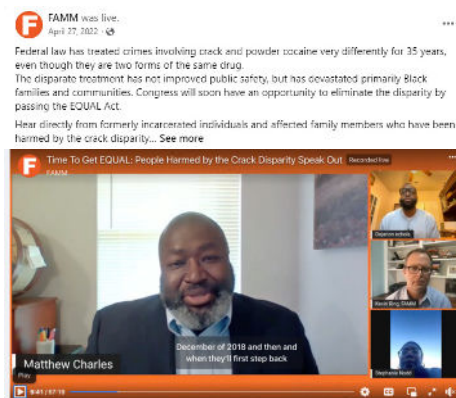 FAMM was live.
April 27, 2022 ·
Federal law has treated crimes involving crack and powder cocaine very differently for 35 years,
even though they are two forms of the same drug.
The disparate treatment has not improved public safety, but has devastated primarily Black
families and communities. Congress will soon have an opportunity to eliminate the disparity by
passing the EQUAL Act.
Hear directly from formerly incarcerated individuals and affected family members who have been
harmed by the crack disparity... See more
Time To Get EQUAL: People Harmed by the Crack Disparity Speak Out Recorded live
FAMM
Kevin Ring, FAMM
December of 2018 and then and
when they'll first step back
Matthew Charles
Stephanie Nodd
Play